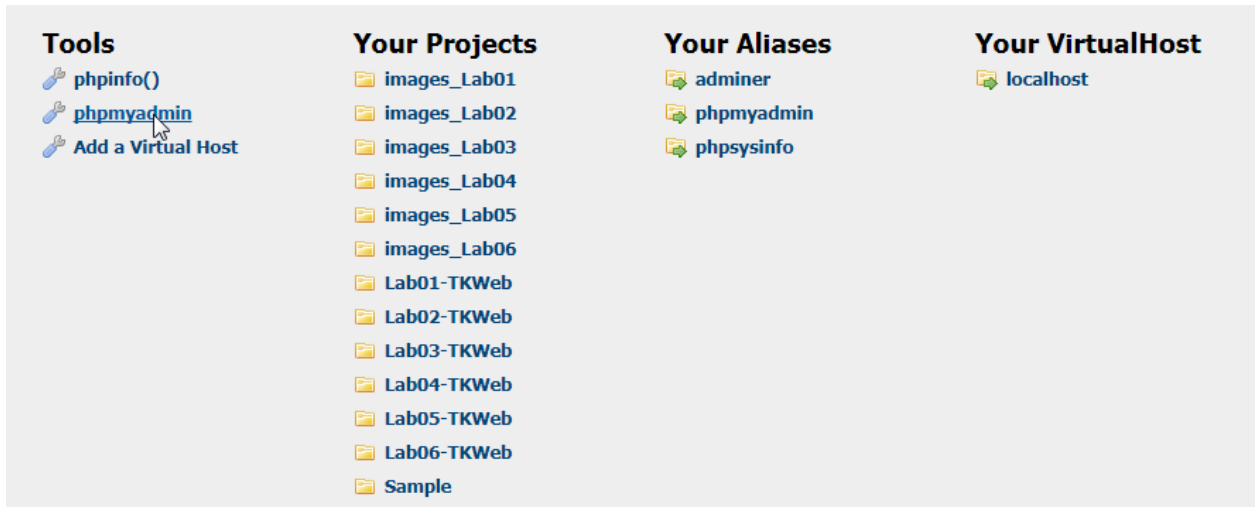 Tools
phpinfo()
phpmyadmin
Add a Virtual Host
Your Projects
images_Lab01
images_Lab02
images_Lab03
images_Lab04
images_Lab05
images_Lab06
Lab01-TKWeb
Lab02-TKWeb
Lab03-TKWeb
Lab04-TKWeb
Lab05-TKWeb
Lab06-TKWeb
Sample
Your Aliases
adminer
phpmyadmin
phpsysinfo
Your VirtualHost
localhost